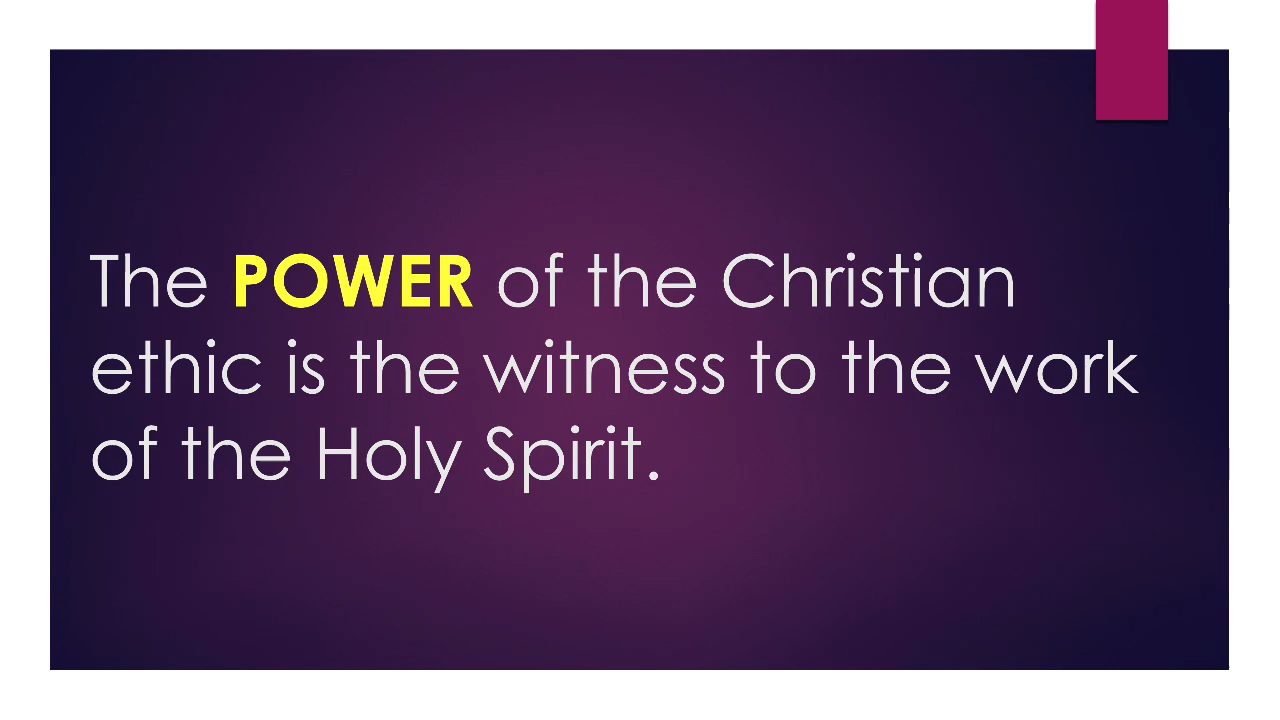 The POWER of the Christian
ethic is the witness to the work
of the Holy Spirit.